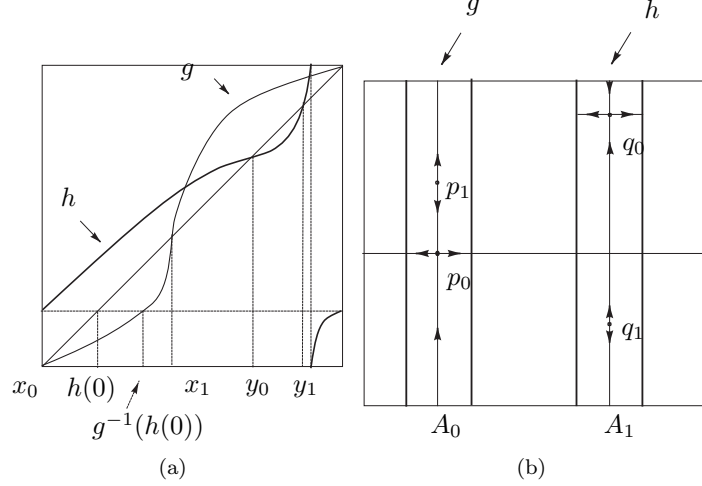 g
h
x₀
h(0)
x₁
y₀
y₁
g⁻¹(h(0))
(a)
g
h
q₀
p₁
p₀
q₁
A₀
A₁
(b)